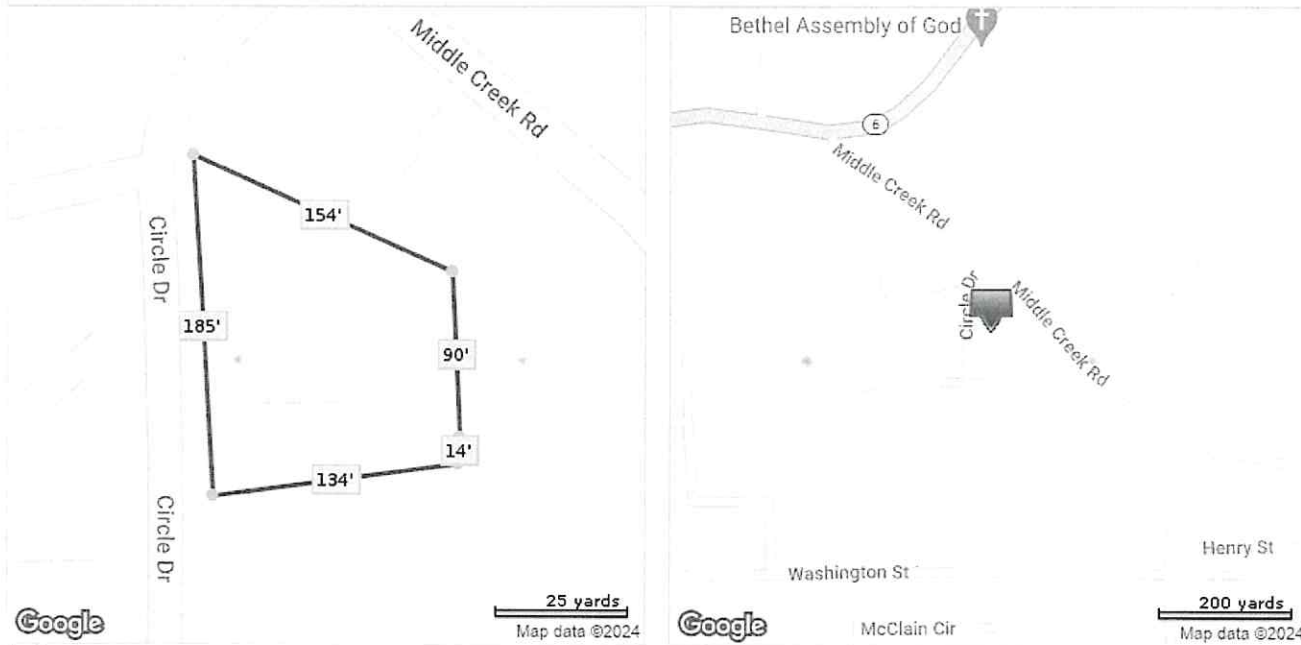 Middle Creek Rd
154'
Circle Dr
185'
90'
14'
134'
Circle Dr
25 yards
Google
Map data ©2024
Bethel Assembly of God
6
Middle Creek Rd
Circle Dr
Middle Creek Rd
Henry St
Washington St
200 yards
Google
McClain Cir
Map data ©2024